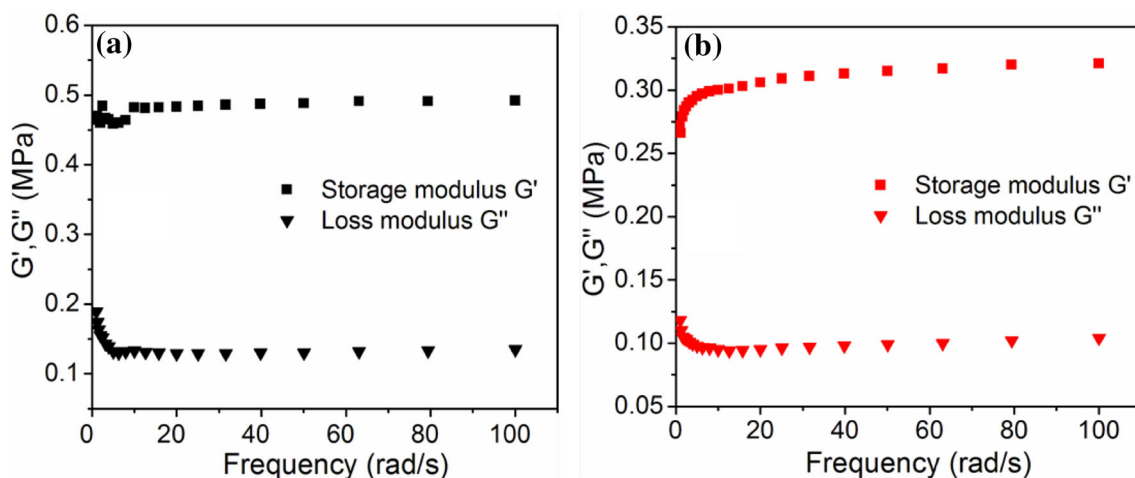 (a)
0.6
0.5
0.4
0.3
0.2
0.1
G',G'' (MPa)
Storage modulus G'
Loss modulus G''
0 20 40 60 80 100
Frequency (rad/s)
(b)
0.35
0.30
0.25
0.20
0.15
0.10
0.05
G',G'' (MPa)
Storage modulus G'
Loss modulus G''
0 20 40 60 80 100
Frequency (rad/s)